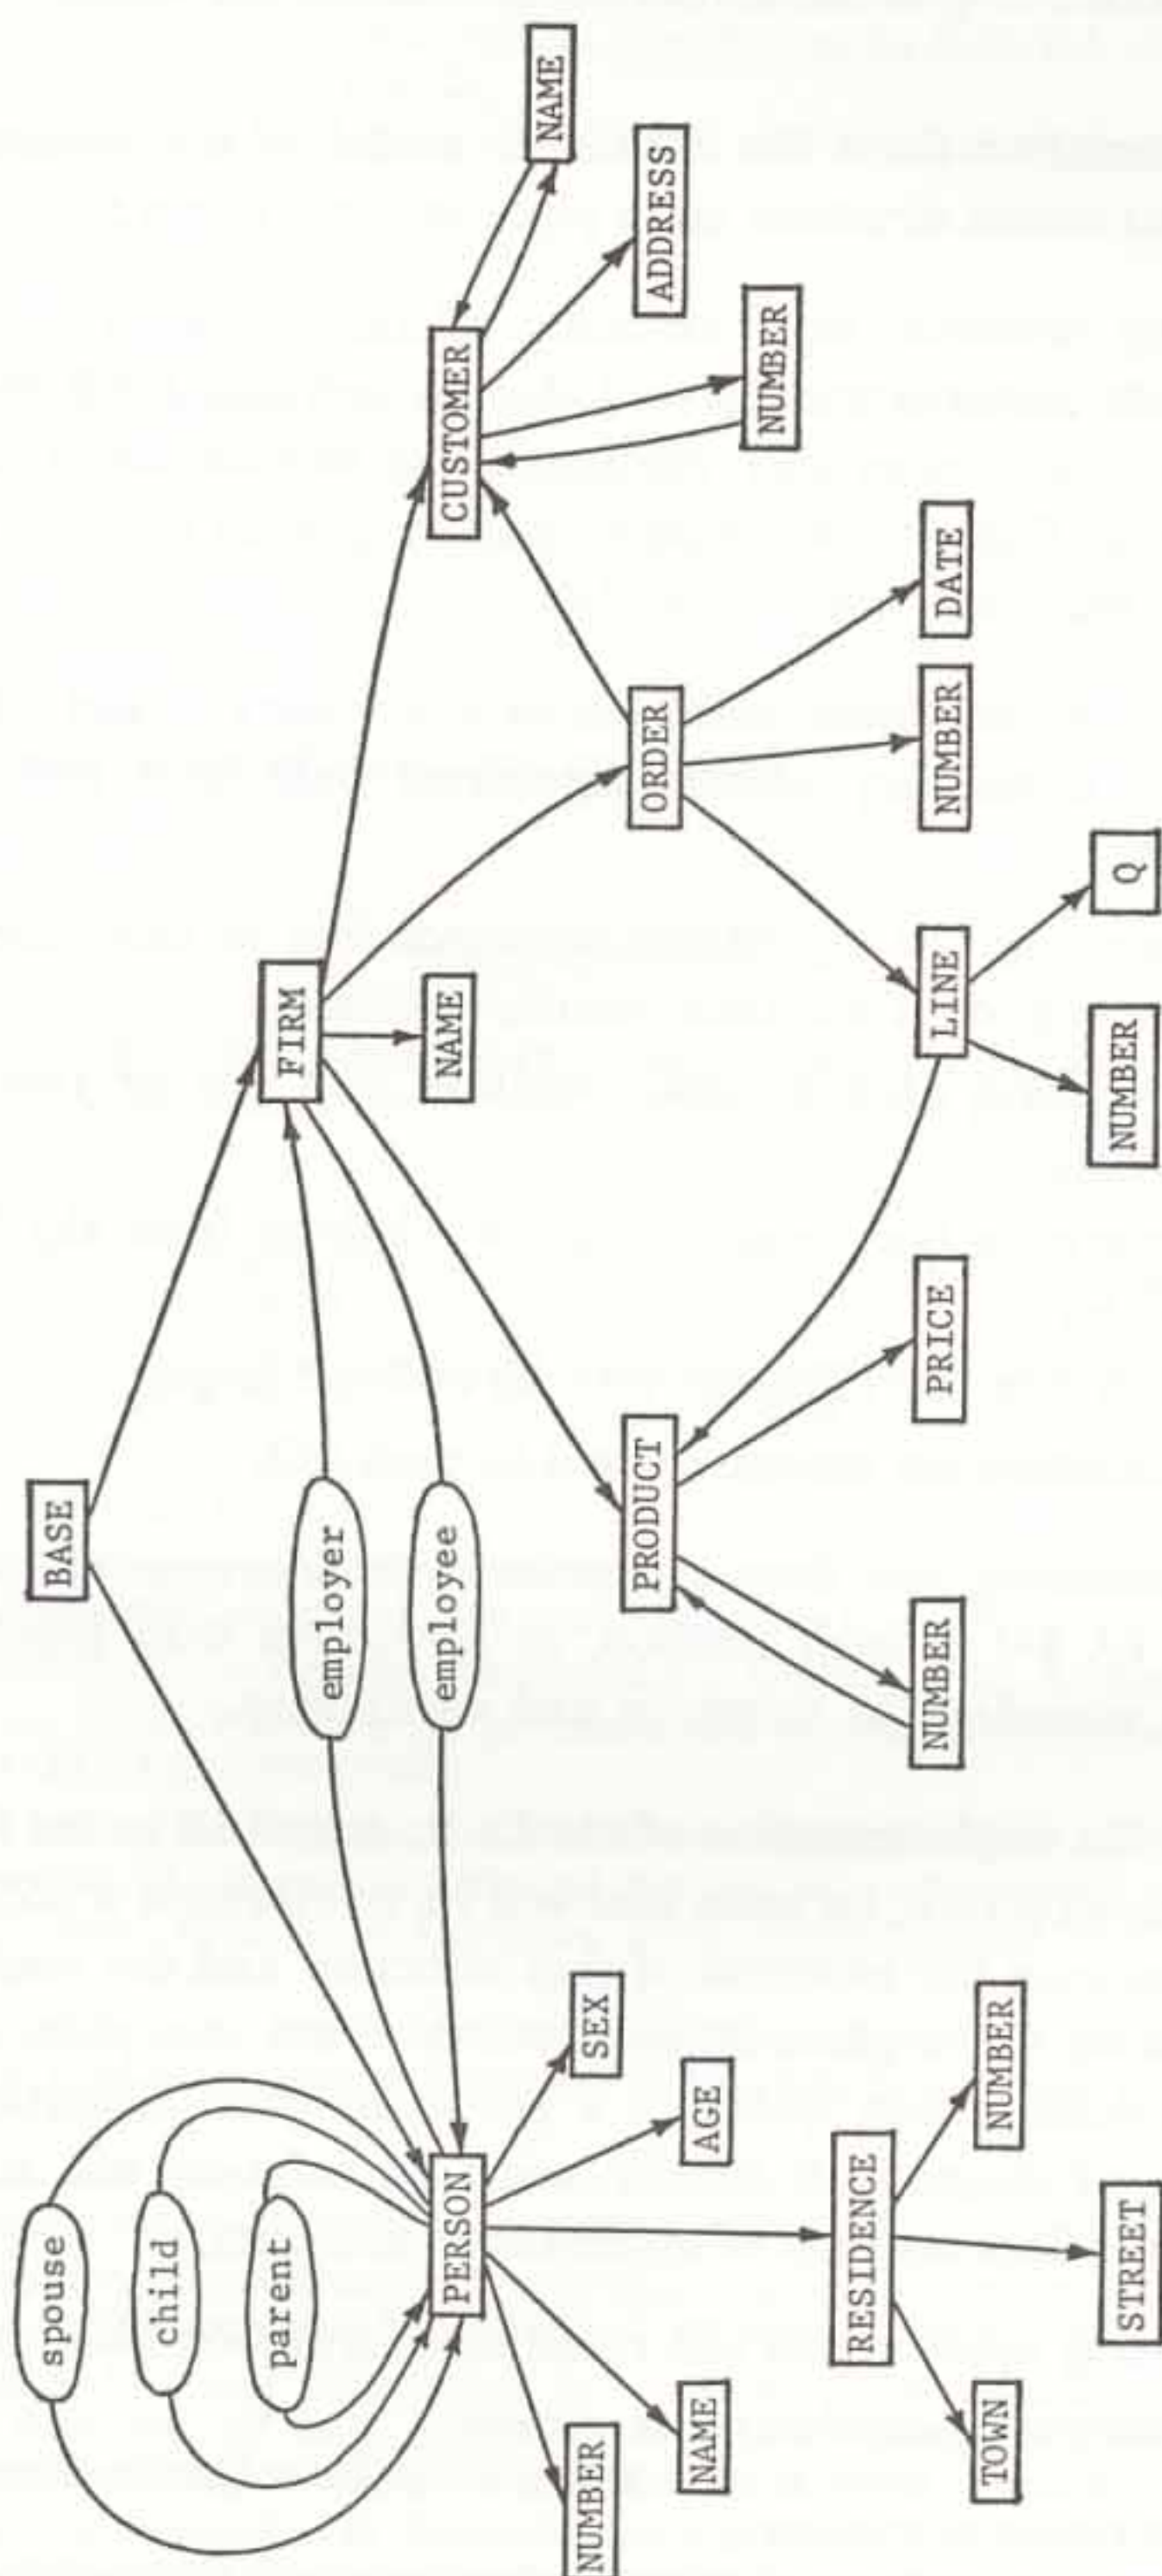 BASE
spouse
child
parent
employer
employee
FIRM
PERSON
NAME
CUSTOMER
NAME
ADDRESS
NUMBER
NUMBER
NAME
SEX
AGE
RESIDENCE
TOWN
STREET
NUMBER
PRODUCT
NUMBER
PRICE
ORDER
NUMBER
DATE
LINE
NUMBER
Q